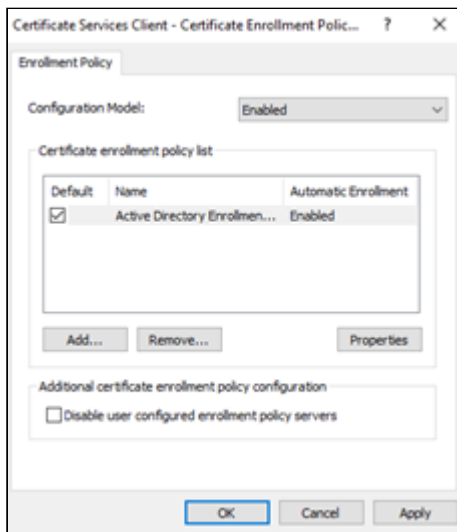 Certificate Services Client - Certificate Enrollment Polic... ? ✕
Enrollment Policy
Configuration Model: Enabled
Certificate enrollment policy list
Default Name Automatic Enrollment
Active Directory Enrollmen... Enabled
Add... Remove... Properties
Additional certificate enrollment policy configuration
Disable user configured enrollment policy servers
OK Cancel Apply